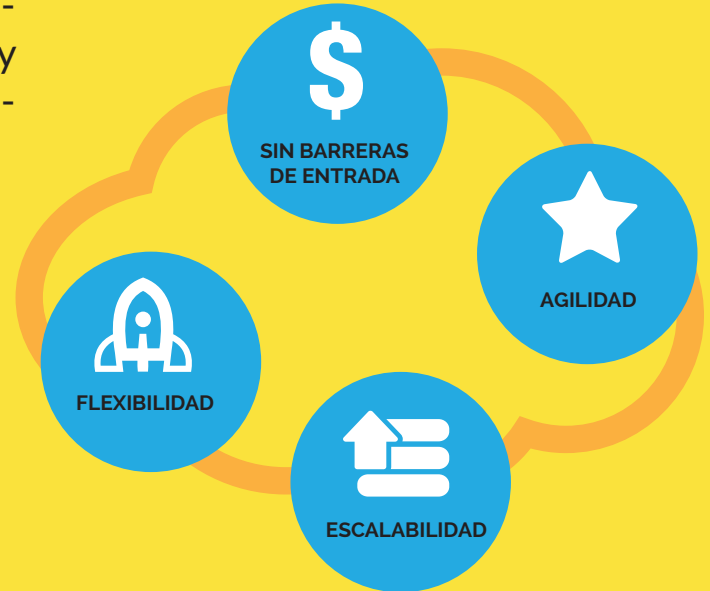 -
y
-
$
SIN BARRERAS
DE ENTRADA
AGILIDAD
FLEXIBILIDAD
ESCALABILIDAD